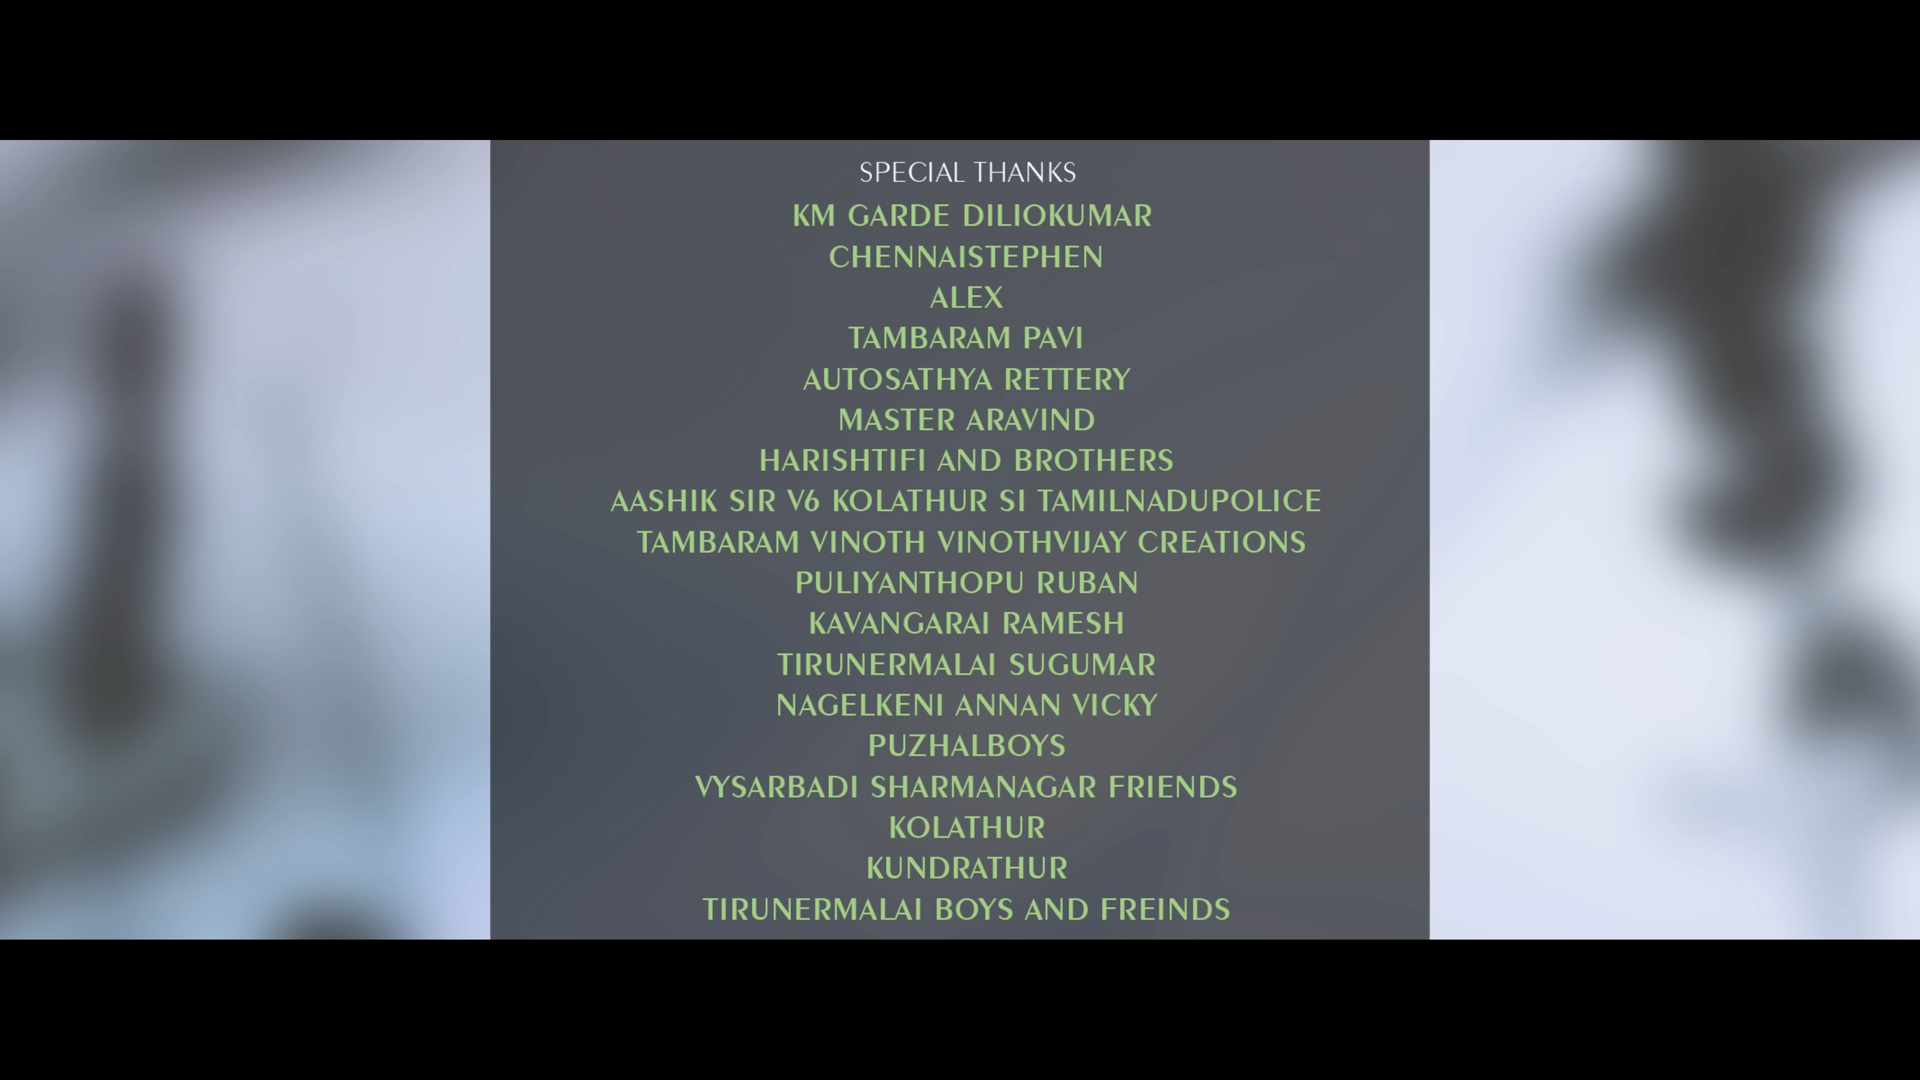 SPECIAL THANKS
KM GARDE DILIOKUMAR
CHENNAISTEPHEN
ALEX
TAMBARAM PAVI
AUTOSATHYA RETTERY
MASTER ARAVIND
HARISHTIFI AND BROTHERS
AASHIK SIR V6 KOLATHUR SI TAMILNADUPOLICE
TAMBARAM VINOTH VINOTHVIJAY CREATIONS
PULIYANTHOPU RUBAN
KAVANGARAI RAMESH
TIRUNERMALAI SUGUMAR
NAGELKENI ANNAN VICKY
PUZHALBOYS
VYSARBADI SHARMANAGAR FRIENDS
KOLATHUR
KUNDRATHUR
TIRUNERMALAI BOYS AND FREINDS